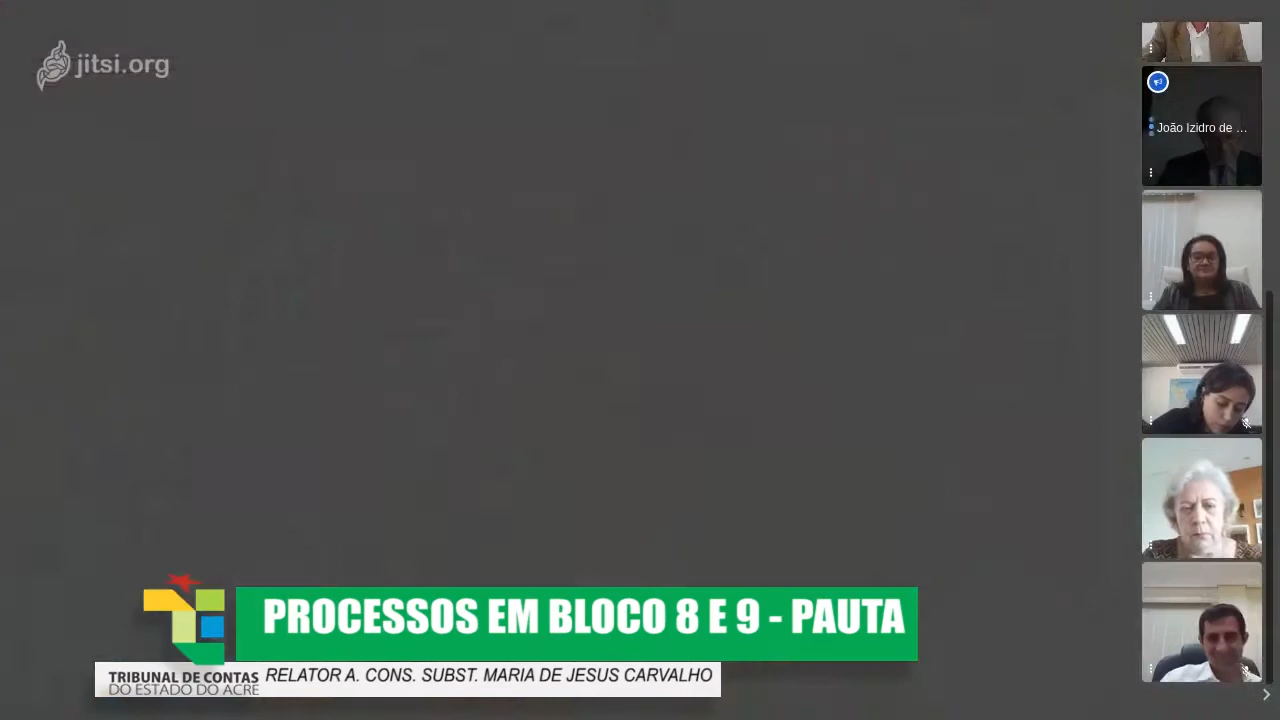 jitsi.org
João Izidro de ...
PROCESSOS EM BLOCO 8 E 9 - PAUTA
RELATOR A. CONS. SUBST. MARIA DE JESUS CARVALHO
TRIBUNAL DE CONTAS
DO ESTADO DO ACRE